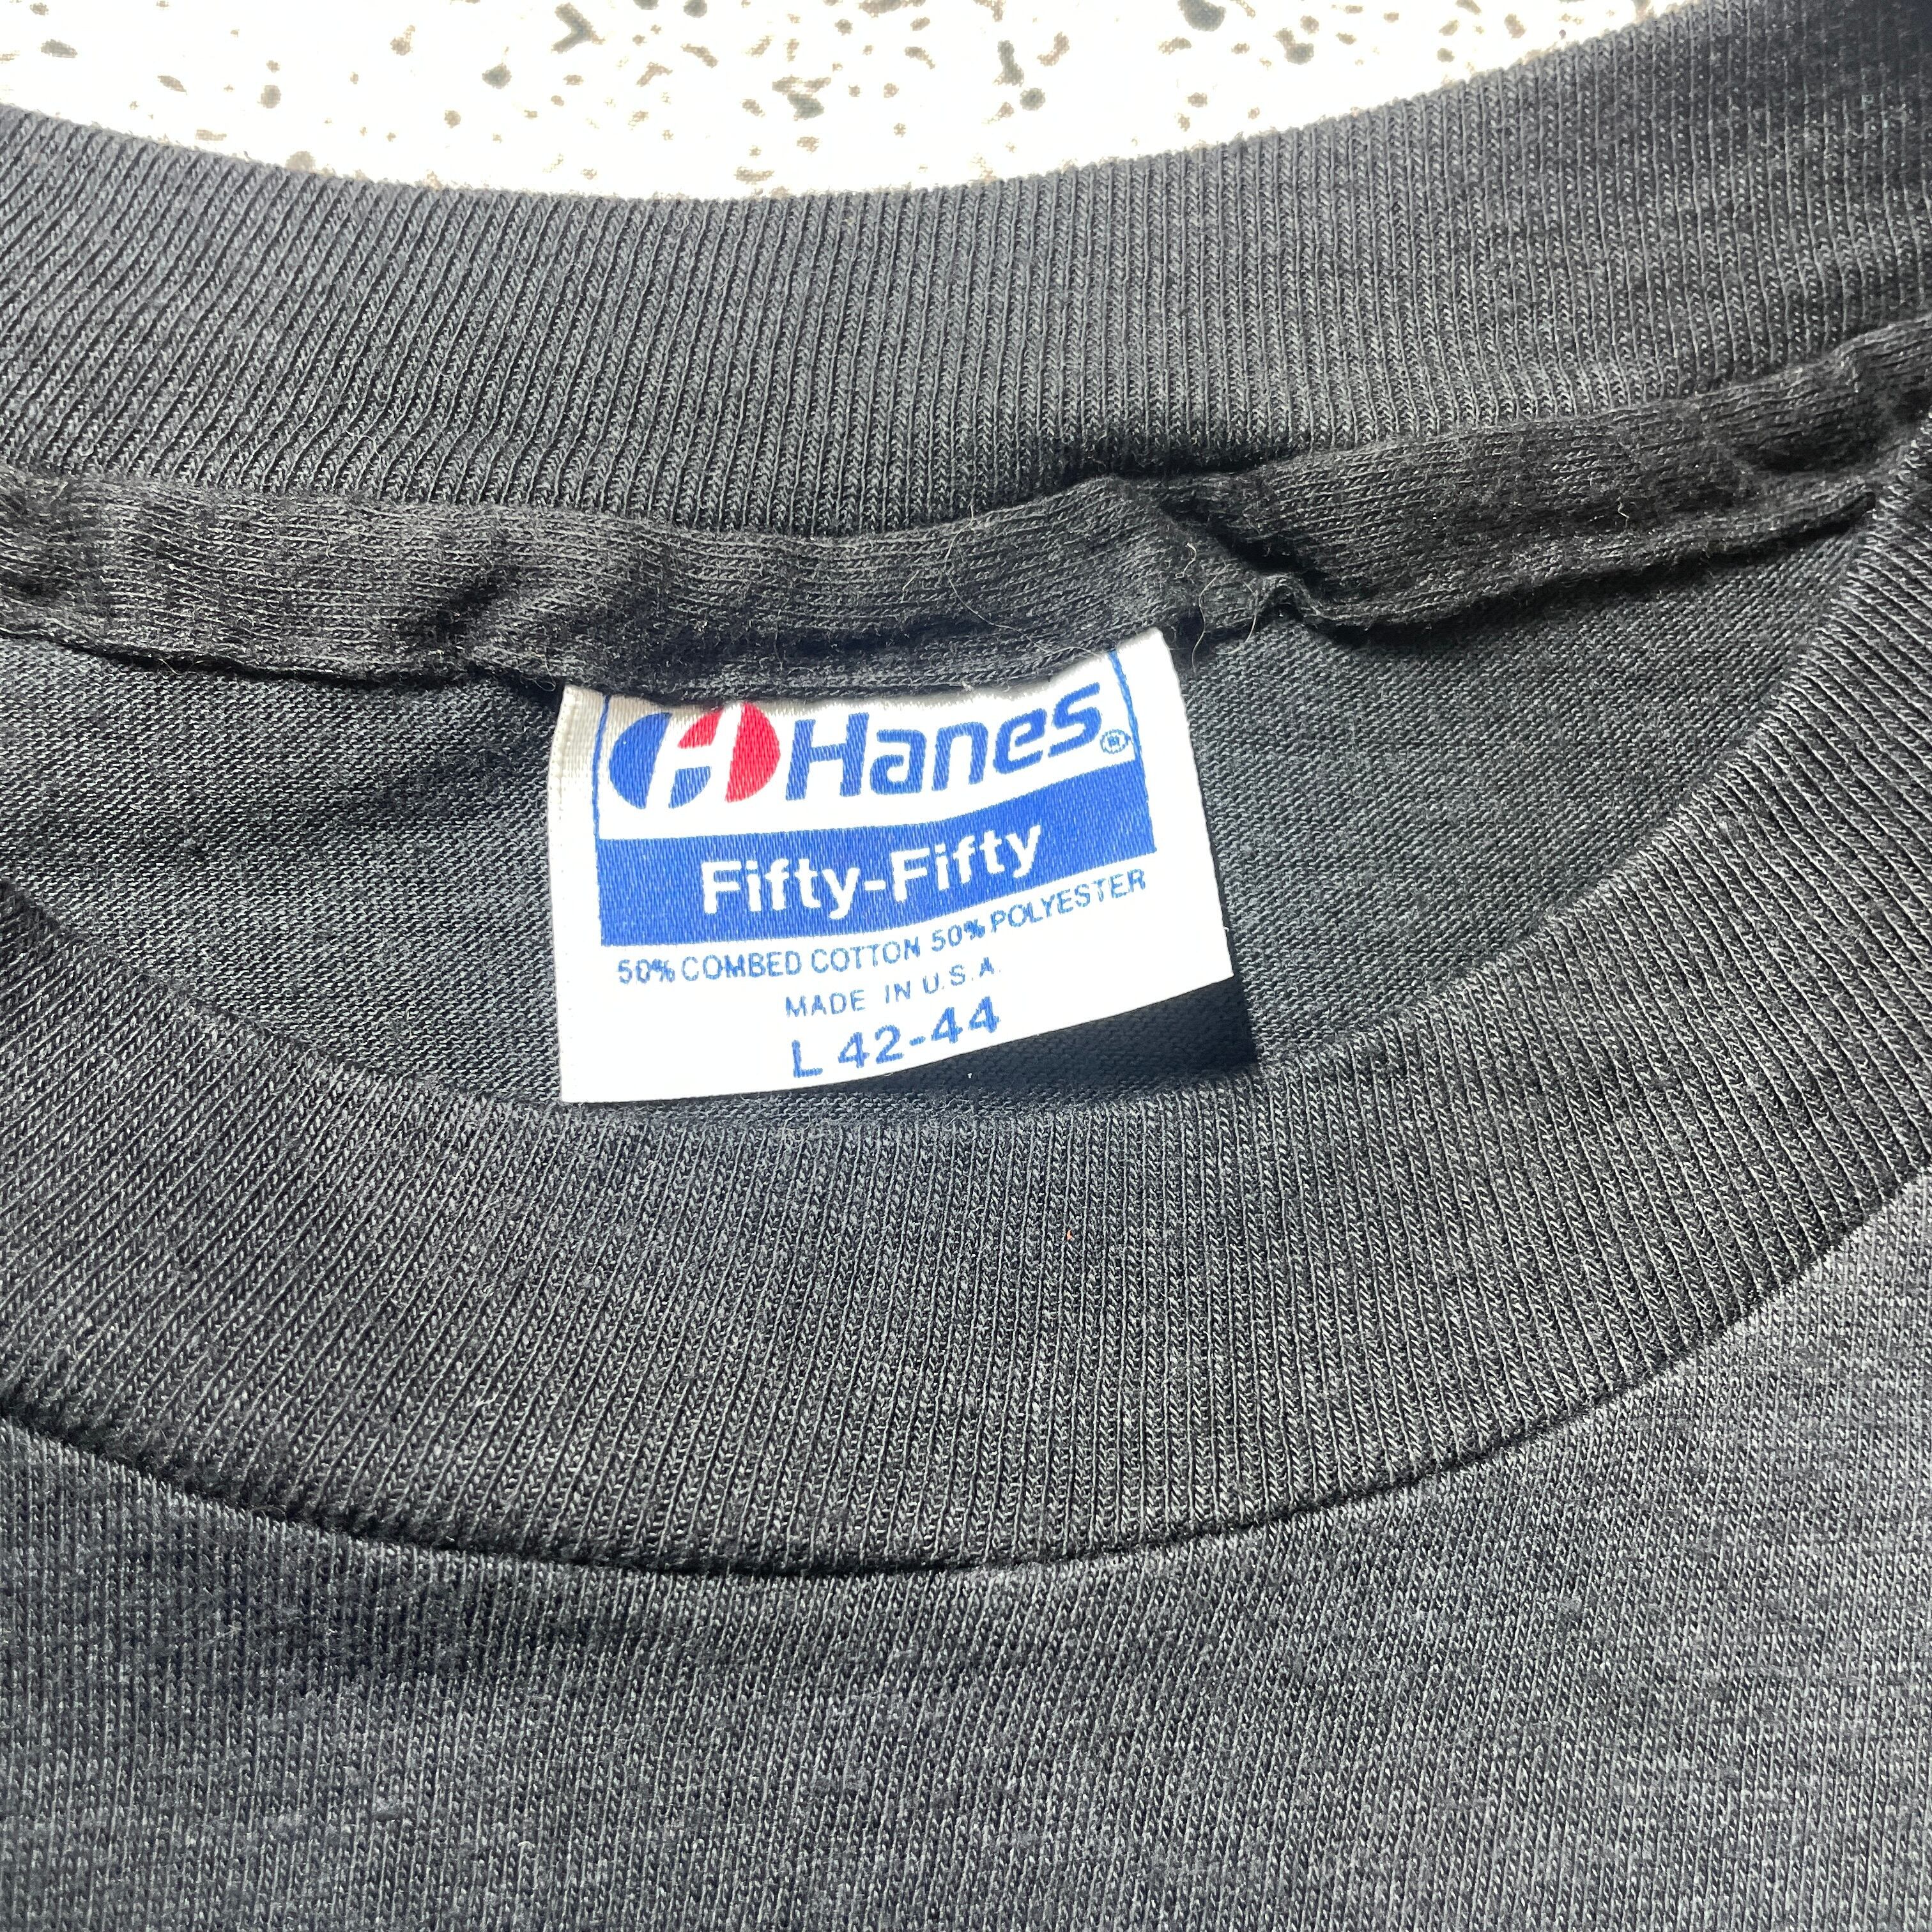 Hanes®
Fifty-Fifty
50% COMBED COTTON 50% POLYESTER
MADE IN U.S.A.
L 42-44